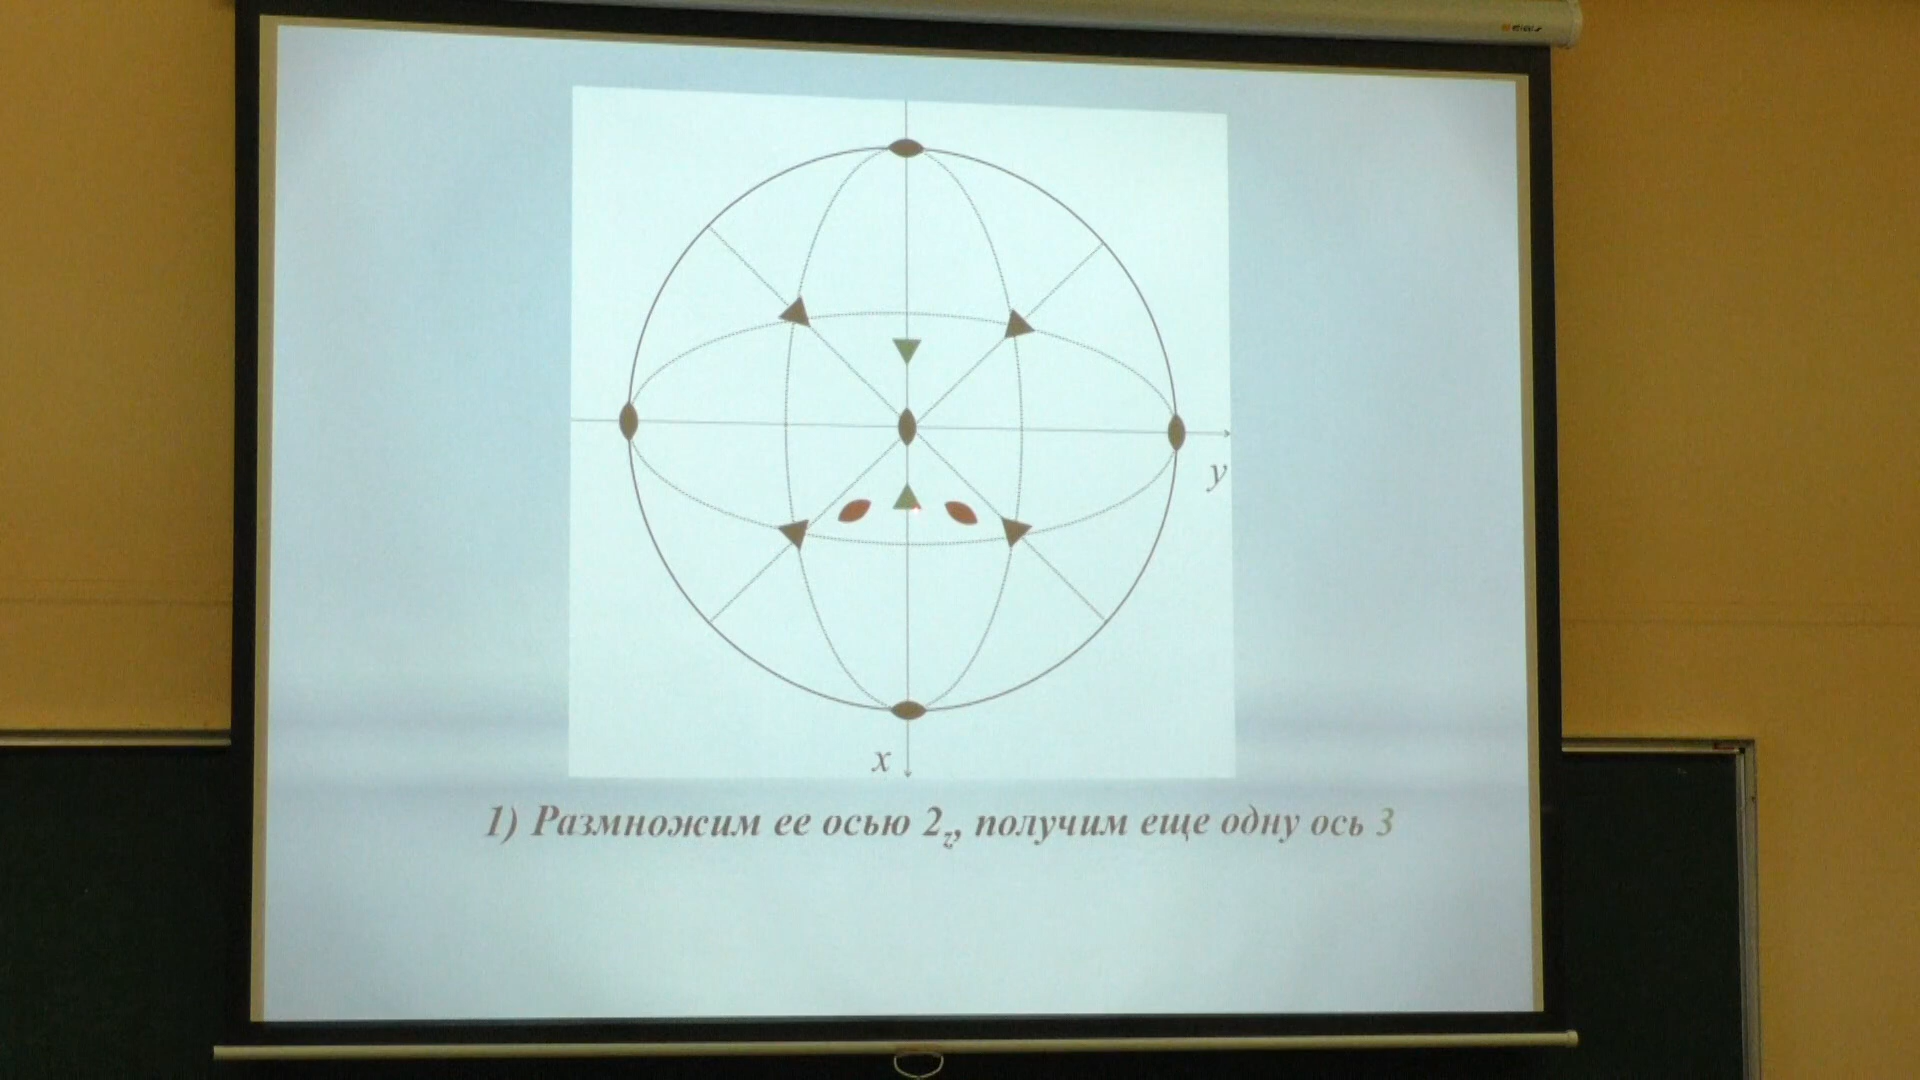 y
x
1) Размножим ее осью 2z, получим еще одну ось 3